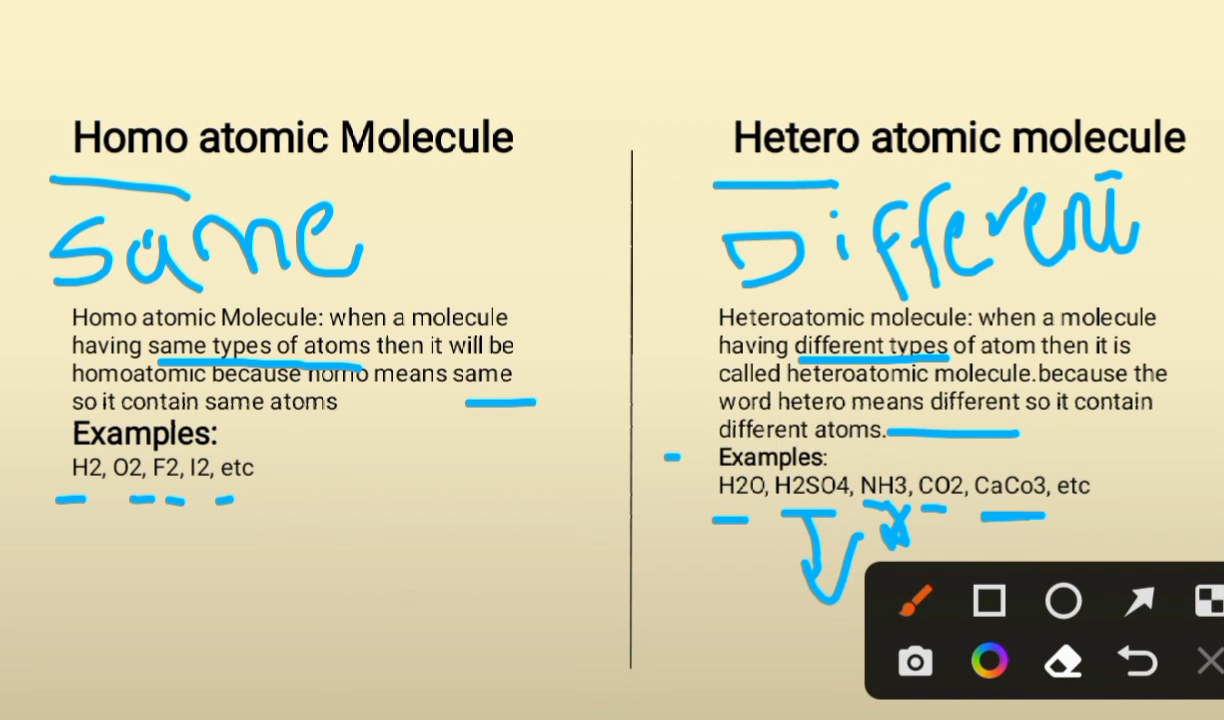 Homo atomic Molecule
same
Homo atomic Molecule: when a molecule
having same types of atoms then it will be
homoatomic because homo means same
so it contain same atoms
Examples:
H2, O2, F2, I2, etc
Hetero atomic molecule
Different
Heteroatomic molecule: when a molecule
having different types of atom then it is
called heteroatomic molecule.because the
word hetero means different so it contain
different atoms.
Examples:
H2O, H2SO4, NH3, CO2, CaCo3, etc